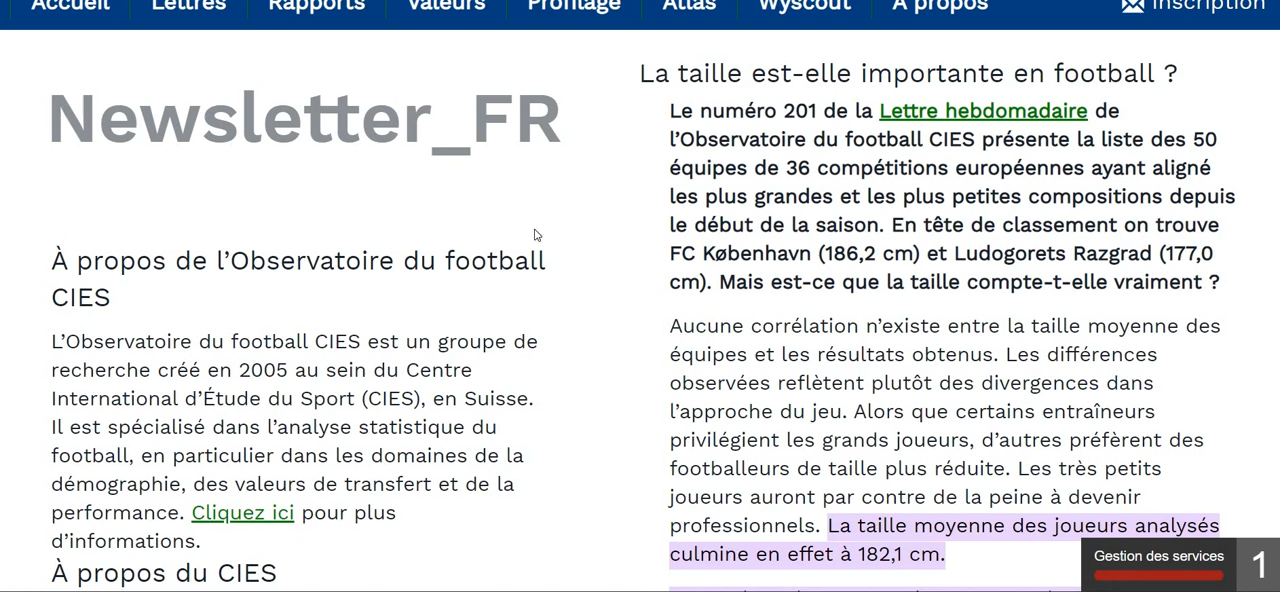 Accueil Lettres Rapports Valeurs Profilage Atlas Wyscout À propos Inscription
Newsletter_FR
À propos de l’Observatoire du football
CIES
L’Observatoire du football CIES est un groupe de
recherche créé en 2005 au sein du Centre
International d’Étude du Sport (CIES), en Suisse.
Il est spécialisé dans l’analyse statistique du
football, en particulier dans les domaines de la
démographie, des valeurs de transfert et de la
performance. Cliquez ici pour plus
d’informations.
À propos du CIES
La taille est-elle importante en football ?
Le numéro 201 de la Lettre hebdomadaire de
l’Observatoire du football CIES présente la liste des 50
équipes de 36 compétitions européennes ayant aligné
les plus grandes et les plus petites compositions depuis
le début de la saison. En tête de classement on trouve
FC København (186,2 cm) et Ludogorets Razgrad (177,0
cm). Mais est-ce que la taille compte-t-elle vraiment ?
Aucune corrélation n’existe entre la taille moyenne des
équipes et les résultats obtenus. Les différences
observées reflètent plutôt des divergences dans
l’approche du jeu. Alors que certains entraîneurs
privilégient les grands joueurs, d’autres préfèrent des
footballeurs de taille plus réduite. Les très petits
joueurs auront par contre de la peine à devenir
professionnels. La taille moyenne des joueurs analysés
culmine en effet à 182,1 cm.
Gestion des services
1